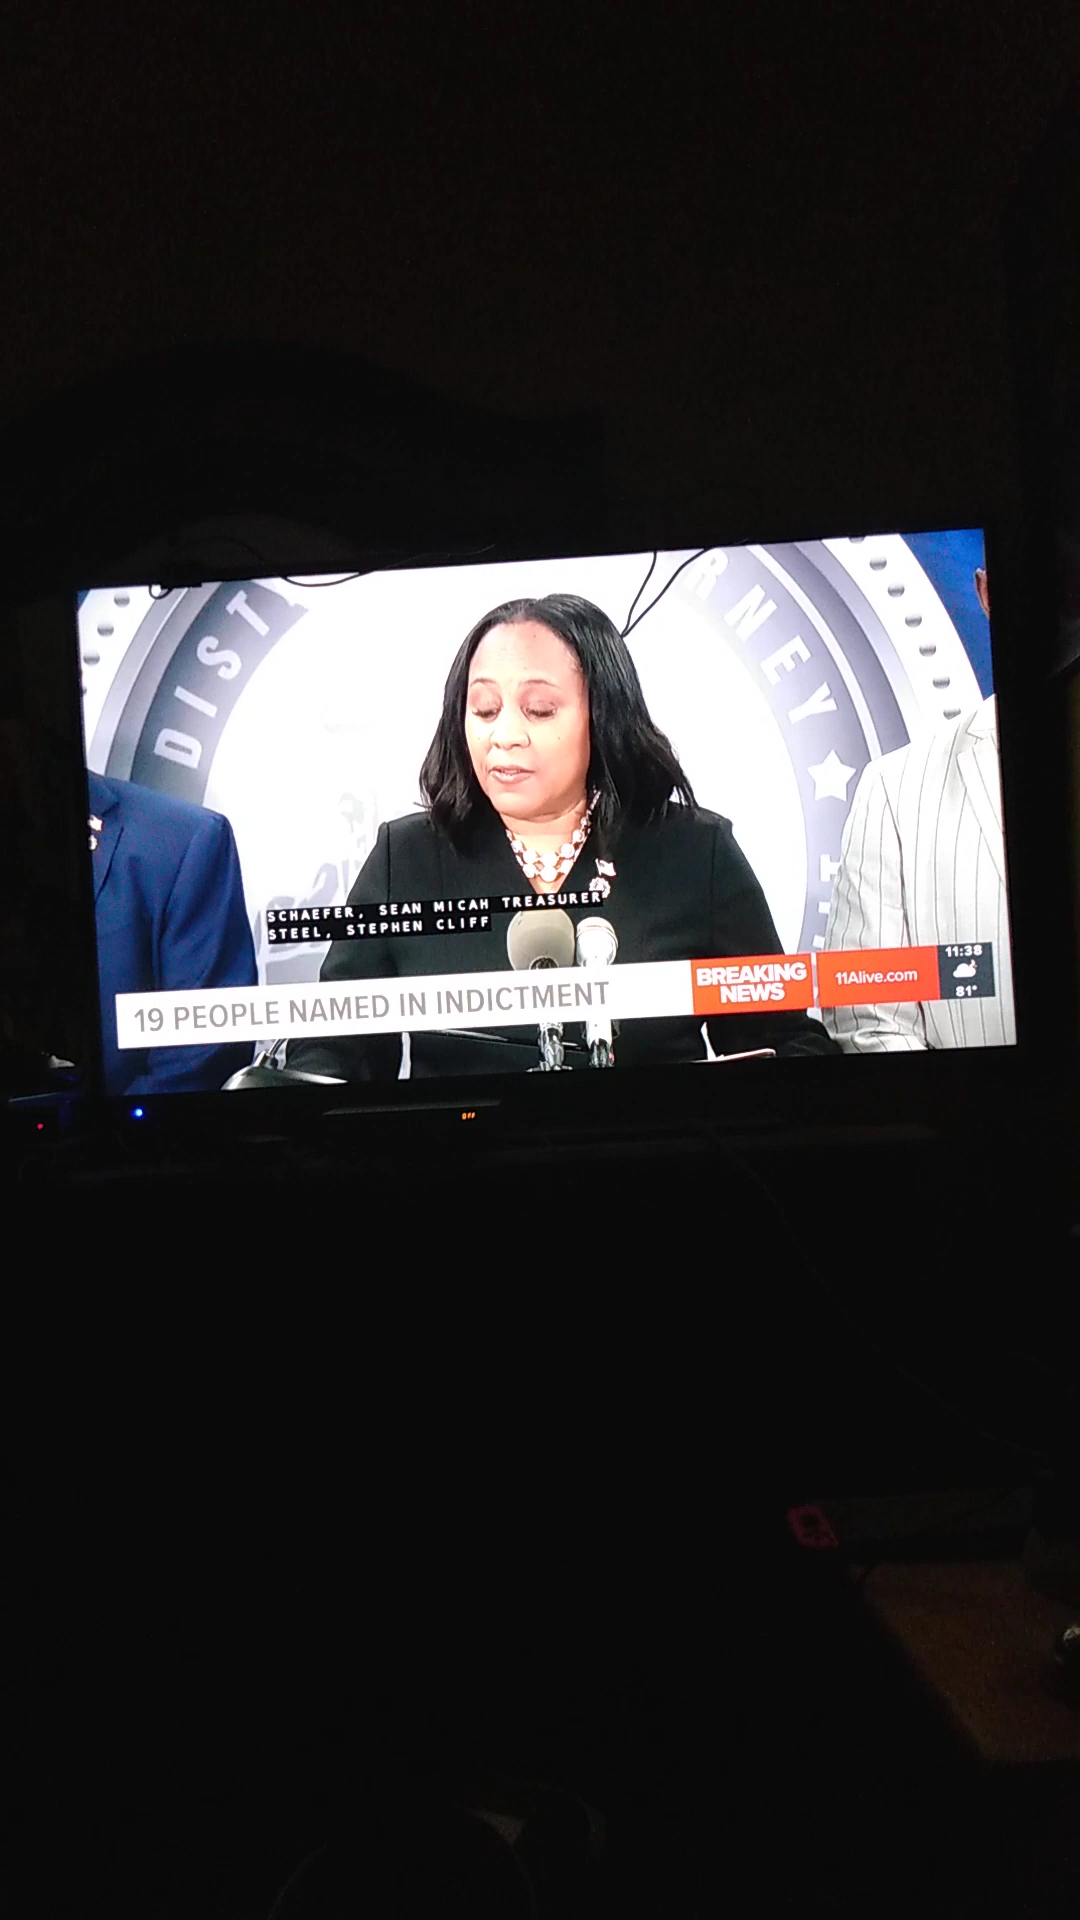 DIST
RNEY
SCHAEFER, SEAN MICAH TREASURER
STEEL, STEPHEN CLIFF
19 PEOPLE NAMED IN INDICTMENT
BREAKING
NEWS
11Alive.com
11:38
81°
OFF